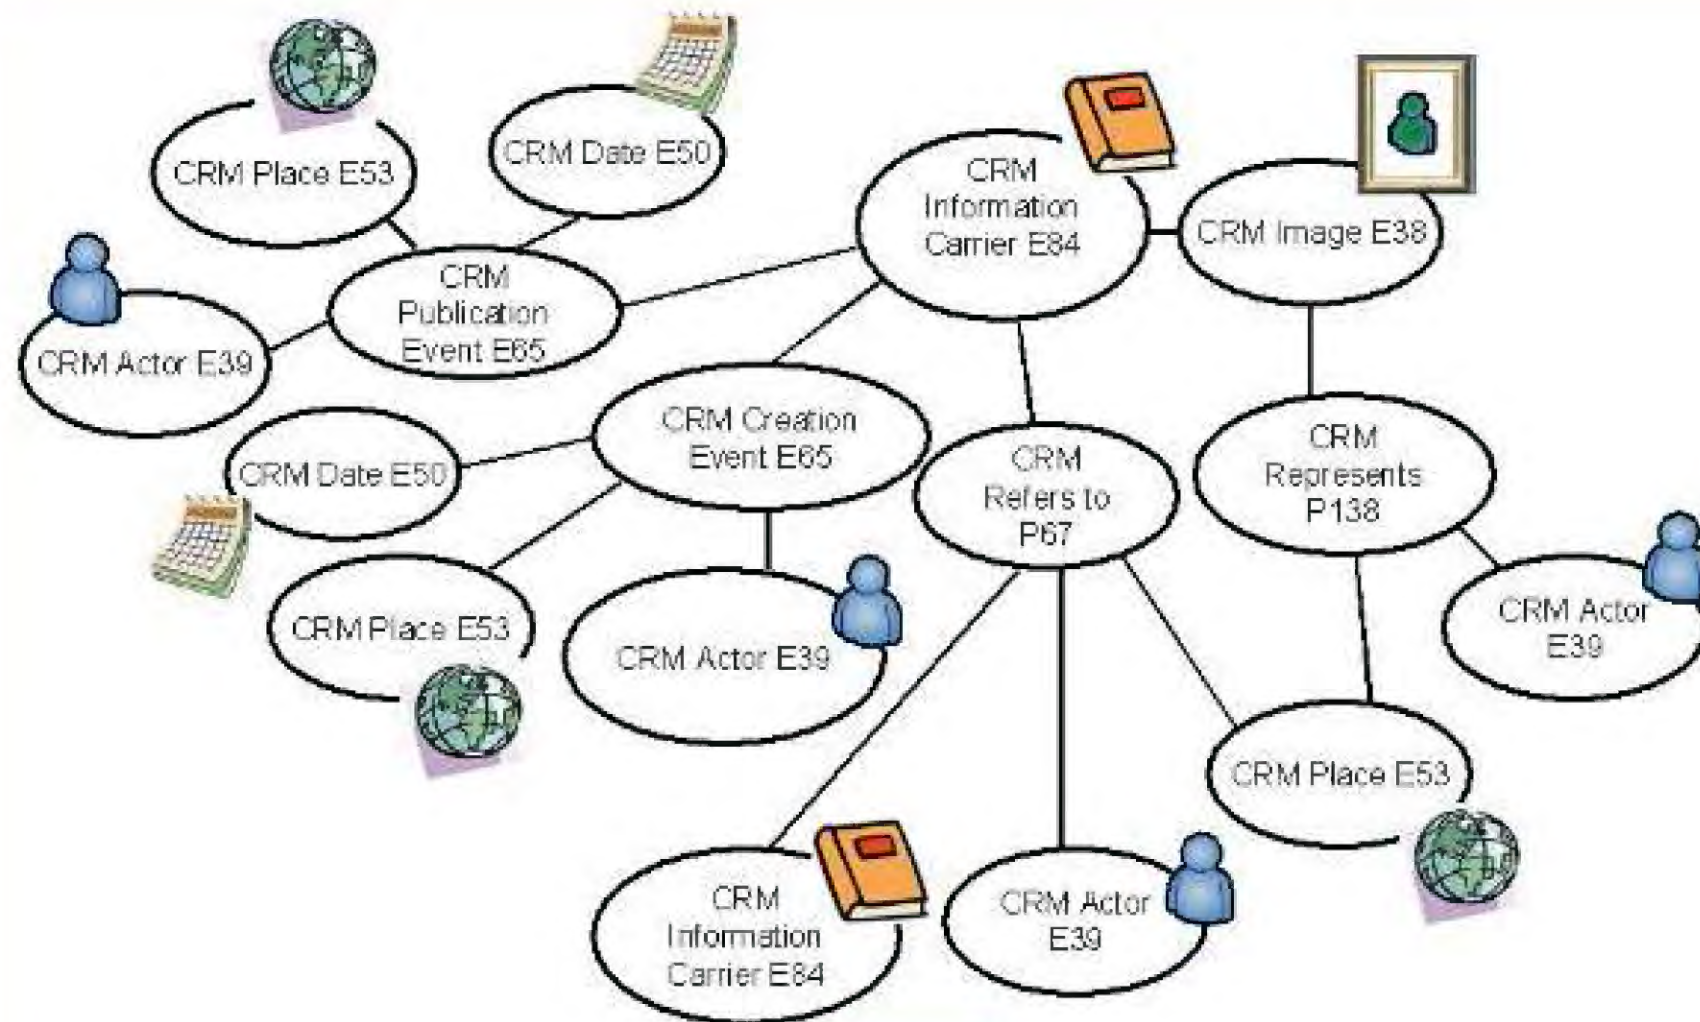 CRM Place E53
CRM Date E50
CRM
Information
Carrier E84
CRM Image E38
CRM
Publication
Event E65
CRM Actor E39
CRM Creation
Event E65
CRM Date E50
CRM
Refers to
P67
CRM
Represents
P138
CRM Place E53
CRM Actor E39
CRM Actor
E39
CRM Place E53
CRM
Information
Carrier E84
CRM Actor
E39